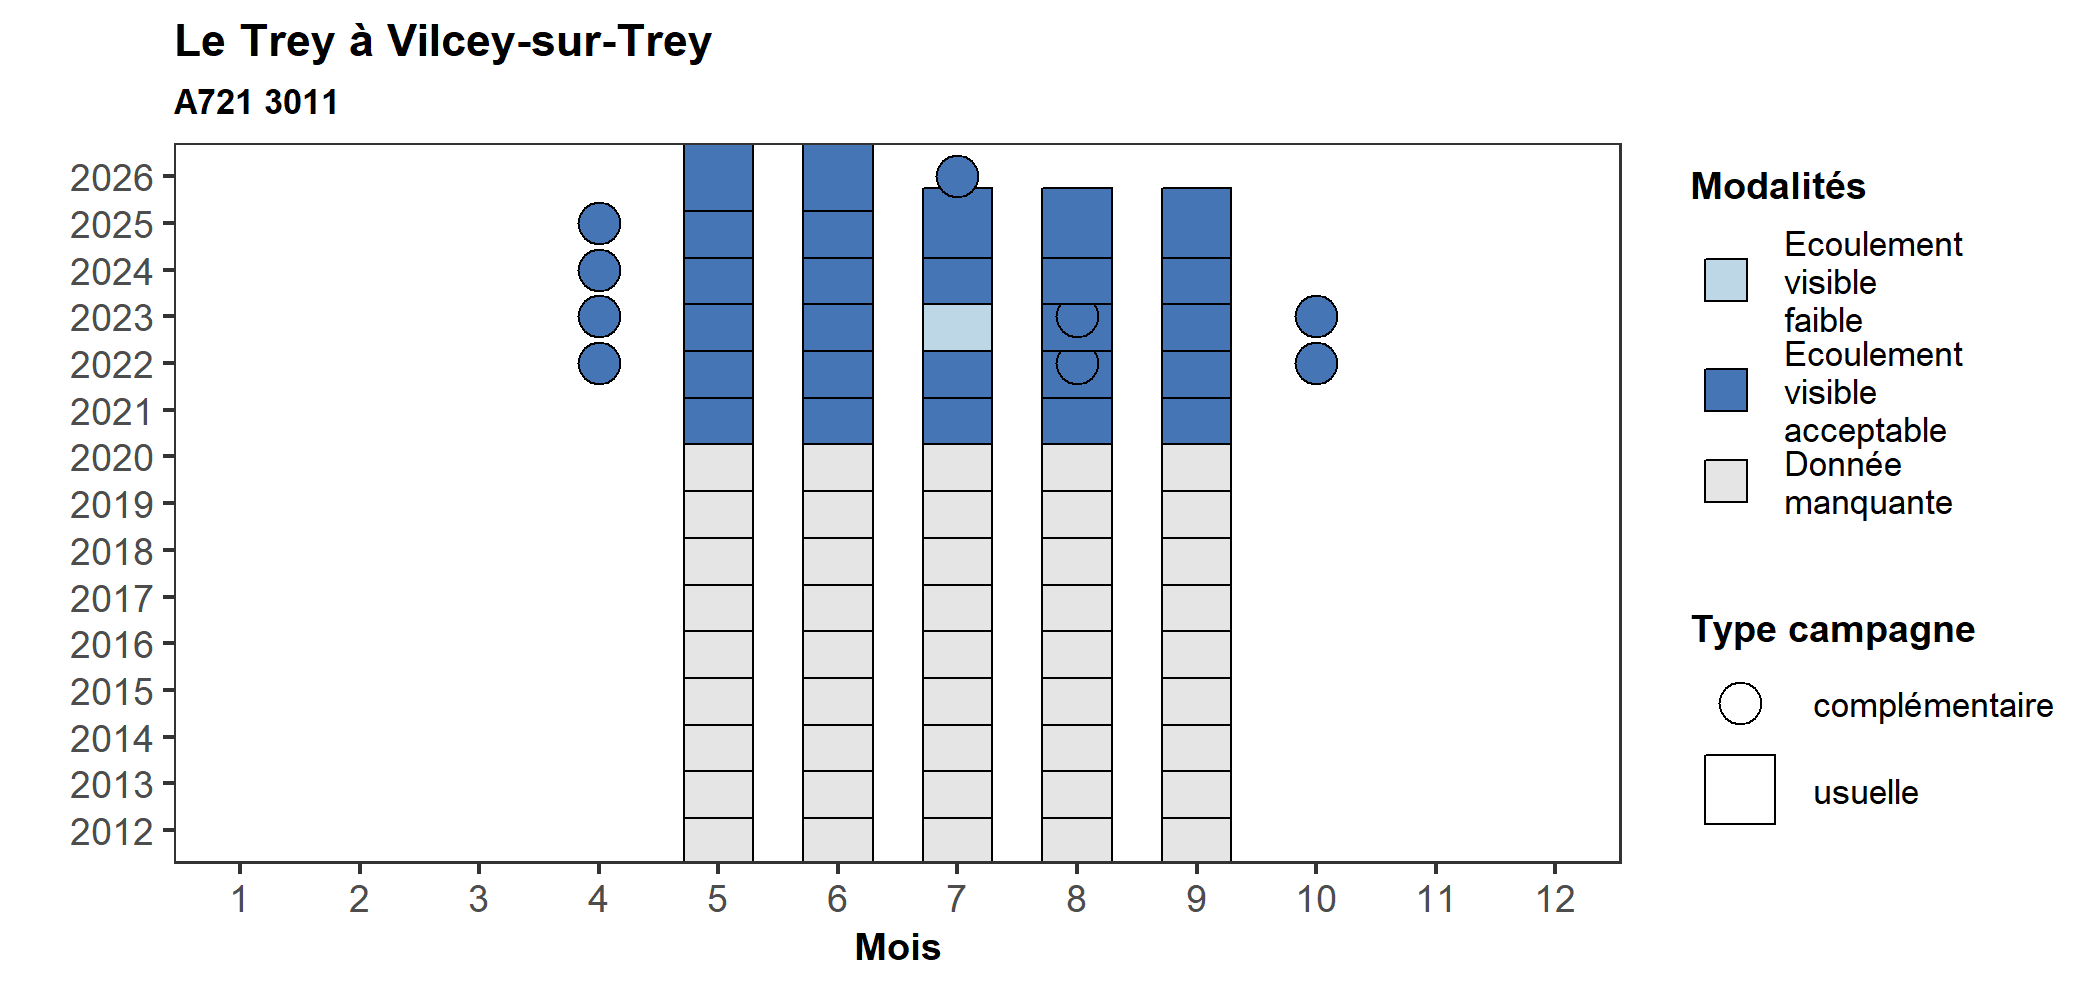 Le Trey à Vilcey-sur-Trey
A721 3011
2026
2025
2024
2023
2022
2021
2020
2019
2018
2017
2016
2015
2014
2013
2012
1 2 3 4 5 6 7 8 9 10 11 12
Mois
Modalités
Ecoulement
visible
faible
Ecoulement
visible
acceptable
Donnée
manquante
Type campagne
complémentaire
usuelle